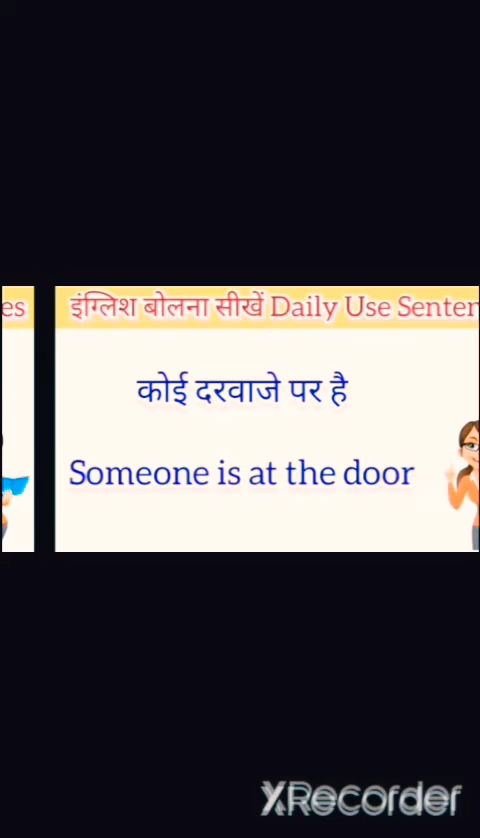 es
इंग्लिश बोलना सीखें Daily Use Senten
कोई दरवाजे पर है
Someone is at the door
XRecorder